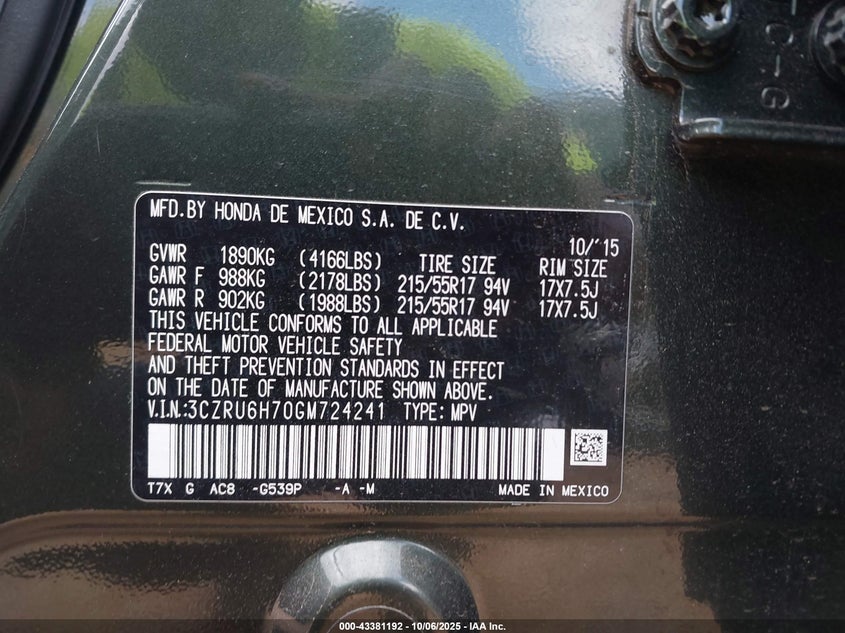 C-G
MFD.BY HONDA DE MEXICO S.A. DE C.V.
10/'15
GVWR 1890KG (4166LBS) TIRE SIZE RIM SIZE
GAWR F 988KG (2178LBS) 215/55R17 94V 17X7.5J
GAWR R 902KG (1988LBS) 215/55R17 94V 17X7.5J
THIS VEHICLE CONFORMS TO ALL APPLICABLE
FEDERAL MOTOR VEHICLE SAFETY
AND THEFT PREVENTION STANDARDS IN EFFECT
ON THE DATE OF MANUFACTURE SHOWN ABOVE.
V.I.N:3CZRU6H70GM724241 TYPE: MPV
T7X G AC8 -G539P -A -M MADE IN MEXICO
000-43381192 - 10/06/2025 - IAA Inc.